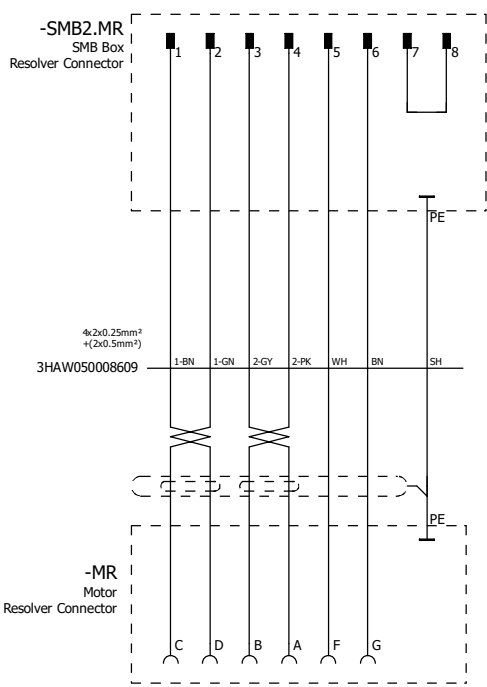 -SMB2.MR
SMB Box
Resolver Connector
1 2 3 4 5 6 7 8
PE
4x2x0.25mm²
+(2x0.5mm²)
3HAW050008609
1-BN 1-GN 2-GY 2-PK WH BN SH
PE
-MR
Motor
Resolver Connector
C D B A F G